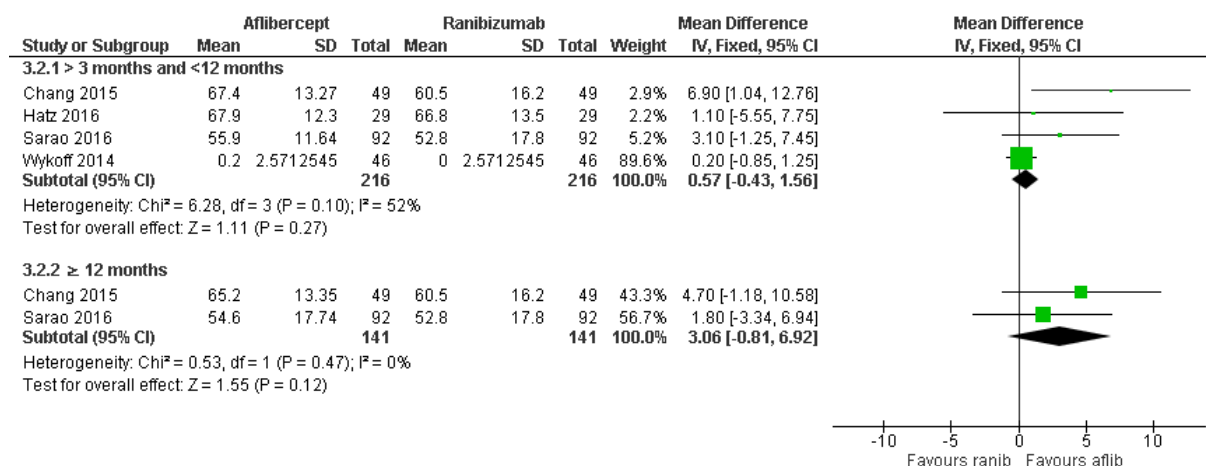 Aflibercept Ranibizumab Mean Difference Mean Difference
Study or Subgroup Mean SD Total Mean SD Total Weight IV, Fixed, 95% CI IV, Fixed, 95% CI
3.2.1 > 3 months and <12 months
Chang 2015 67.4 13.27 49 60.5 16.2 49 2.9% 6.90 [1.04, 12.76]
Hatz 2016 67.9 12.3 29 66.8 13.5 29 2.2% 1.10 [-5.55, 7.75]
Sarao 2016 55.9 11.64 92 52.8 17.8 92 5.2% 3.10 [-1.25, 7.45]
Wykoff 2014 0.2 2.5712545 46 0 2.5712545 46 89.6% 0.20 [-0.85, 1.25]
Subtotal (95% CI) 216 216 100.0% 0.57 [-0.43, 1.56]
Heterogeneity: Chi² = 6.28, df = 3 (P = 0.10); I² = 52%
Test for overall effect: Z = 1.11 (P = 0.27)
3.2.2 ≥ 12 months
Chang 2015 65.2 13.35 49 60.5 16.2 49 43.3% 4.70 [-1.18, 10.58]
Sarao 2016 54.6 17.74 92 52.8 17.8 92 56.7% 1.80 [-3.34, 6.94]
Subtotal (95% CI) 141 141 100.0% 3.06 [-0.81, 6.92]
Heterogeneity: Chi² = 0.53, df = 1 (P = 0.47); I² = 0%
Test for overall effect: Z = 1.55 (P = 0.12)
-10 -5 0 5 10
Favours ranib Favours aflib